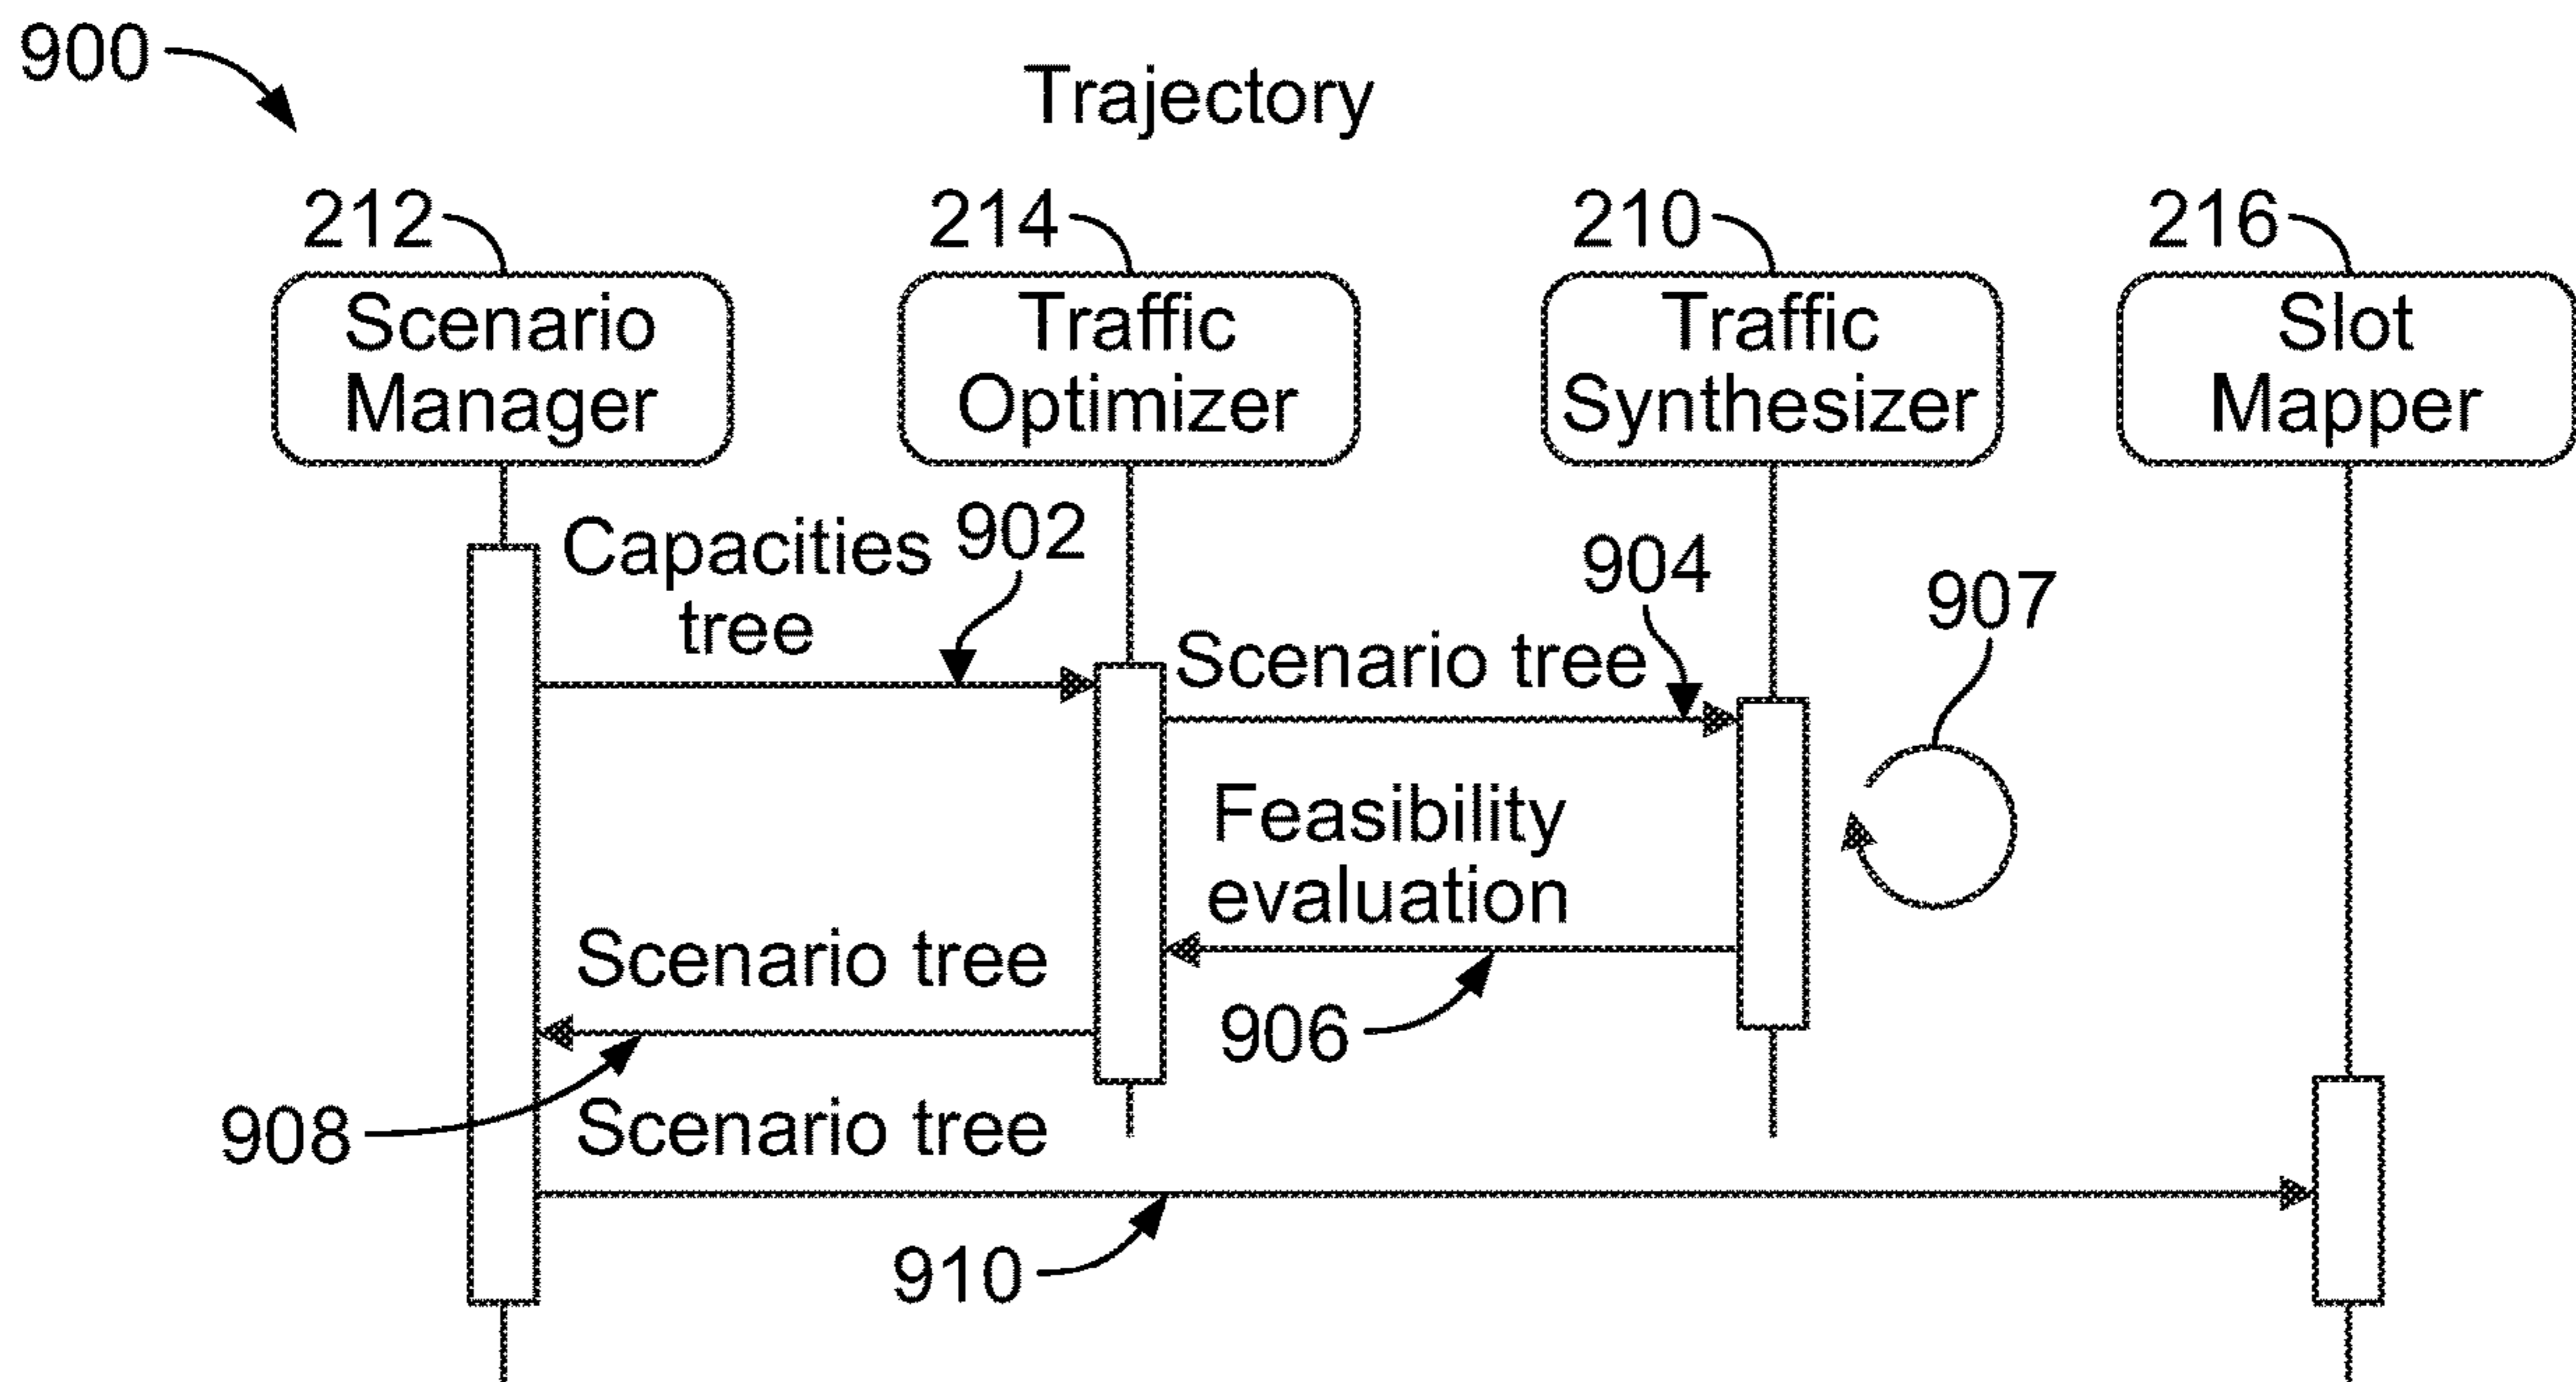 900
Trajectory
212
214
210
216
Scenario
Manager
Traffic
Optimizer
Traffic
Synthesizer
Slot
Mapper
Capacities
tree
902
904
907
Scenario tree
Feasibility
evaluation
Scenario tree
906
908
Scenario tree
910